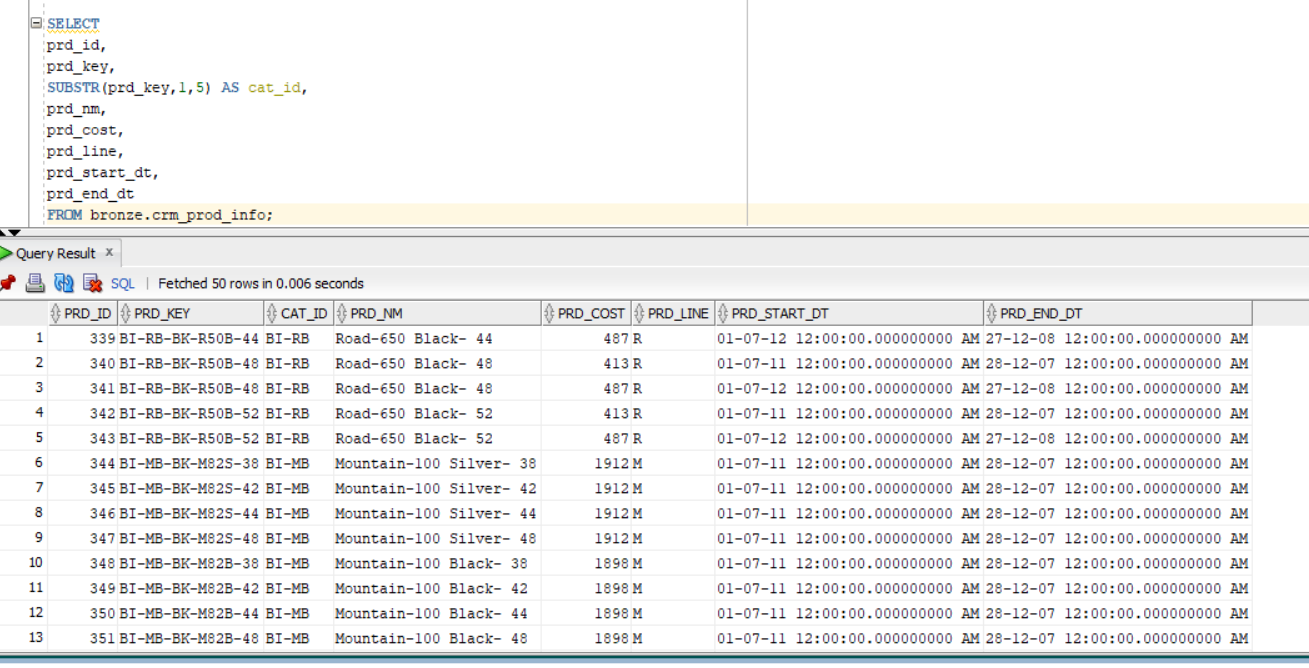 SELECT
prd_id,
prd_key,
SUBSTR(prd_key,1,5) AS cat_id,
prd_nm,
prd_cost,
prd_line,
prd_start_dt,
prd_end_dt
FROM bronze.crm_prod_info;
Query Result x
SQL | Fetched 50 rows in 0.006 seconds
PRD_ID PRD_KEY CAT_ID PRD_NM PRD_COST PRD_LINE PRD_START_DT PRD_END_DT
1 339 BI-RB-BK-R50B-44 BI-RB Road-650 Black- 44 487 R 01-07-12 12:00:00.000000000 AM 27-12-08 12:00:00.000000000 AM
2 340 BI-RB-BK-R50B-48 BI-RB Road-650 Black- 48 413 R 01-07-11 12:00:00.000000000 AM 28-12-07 12:00:00.000000000 AM
3 341 BI-RB-BK-R50B-48 BI-RB Road-650 Black- 48 487 R 01-07-12 12:00:00.000000000 AM 27-12-08 12:00:00.000000000 AM
4 342 BI-RB-BK-R50B-52 BI-RB Road-650 Black- 52 413 R 01-07-11 12:00:00.000000000 AM 28-12-07 12:00:00.000000000 AM
5 343 BI-RB-BK-R50B-52 BI-RB Road-650 Black- 52 487 R 01-07-12 12:00:00.000000000 AM 27-12-08 12:00:00.000000000 AM
6 344 BI-MB-BK-M82S-38 BI-MB Mountain-100 Silver- 38 1912 M 01-07-11 12:00:00.000000000 AM 28-12-07 12:00:00.000000000 AM
7 345 BI-MB-BK-M82S-42 BI-MB Mountain-100 Silver- 42 1912 M 01-07-11 12:00:00.000000000 AM 28-12-07 12:00:00.000000000 AM
8 346 BI-MB-BK-M82S-44 BI-MB Mountain-100 Silver- 44 1912 M 01-07-11 12:00:00.000000000 AM 28-12-07 12:00:00.000000000 AM
9 347 BI-MB-BK-M82S-48 BI-MB Mountain-100 Silver- 48 1912 M 01-07-11 12:00:00.000000000 AM 28-12-07 12:00:00.000000000 AM
10 348 BI-MB-BK-M82B-38 BI-MB Mountain-100 Black- 38 1898 M 01-07-11 12:00:00.000000000 AM 28-12-07 12:00:00.000000000 AM
11 349 BI-MB-BK-M82B-42 BI-MB Mountain-100 Black- 42 1898 M 01-07-11 12:00:00.000000000 AM 28-12-07 12:00:00.000000000 AM
12 350 BI-MB-BK-M82B-44 BI-MB Mountain-100 Black- 44 1898 M 01-07-11 12:00:00.000000000 AM 28-12-07 12:00:00.000000000 AM
13 351 BI-MB-BK-M82B-48 BI-MB Mountain-100 Black- 48 1898 M 01-07-11 12:00:00.000000000 AM 28-12-07 12:00:00.000000000 AM